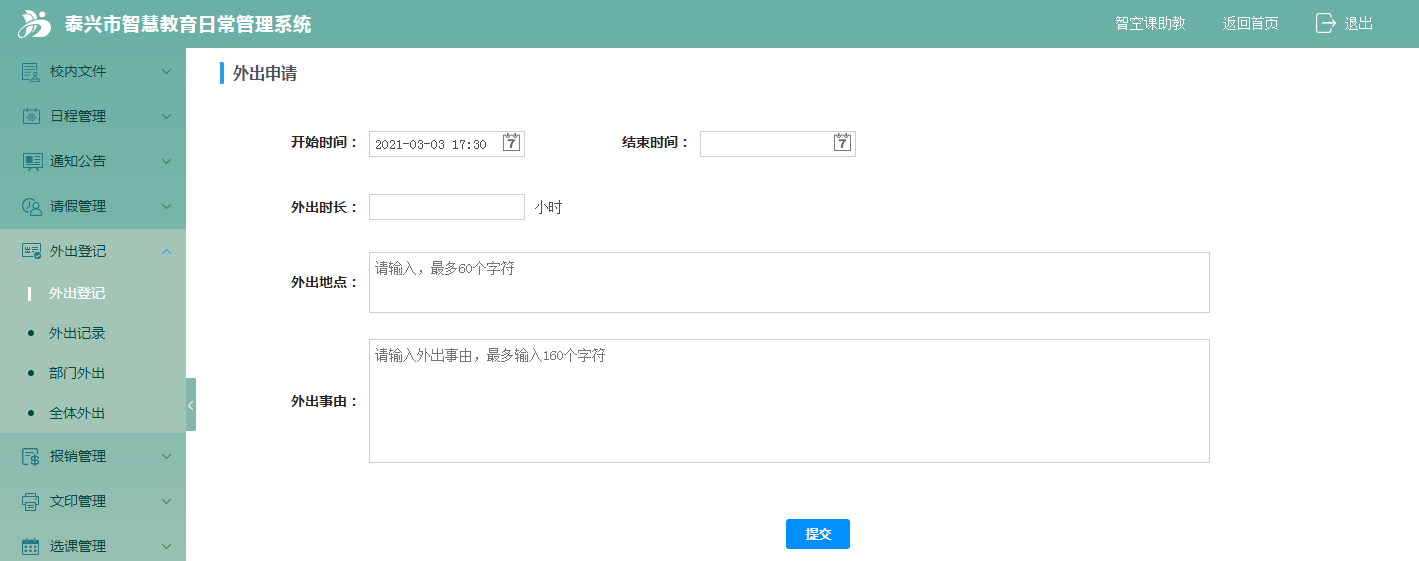 泰兴市智慧教育日常管理系统
智空课助教 返回首页 退出
校内文件
日程管理
通知公告
请假管理
外出登记
外出登记
外出记录
部门外出
全体外出
报销管理
文印管理
选课管理
外出申请
开始时间： 2021-03-03 17:30 7 结束时间： 7
外出时长： 小时
外出地点： 请输入，最多60个字符
外出事由： 请输入外出事由，最多输入160个字符
提交